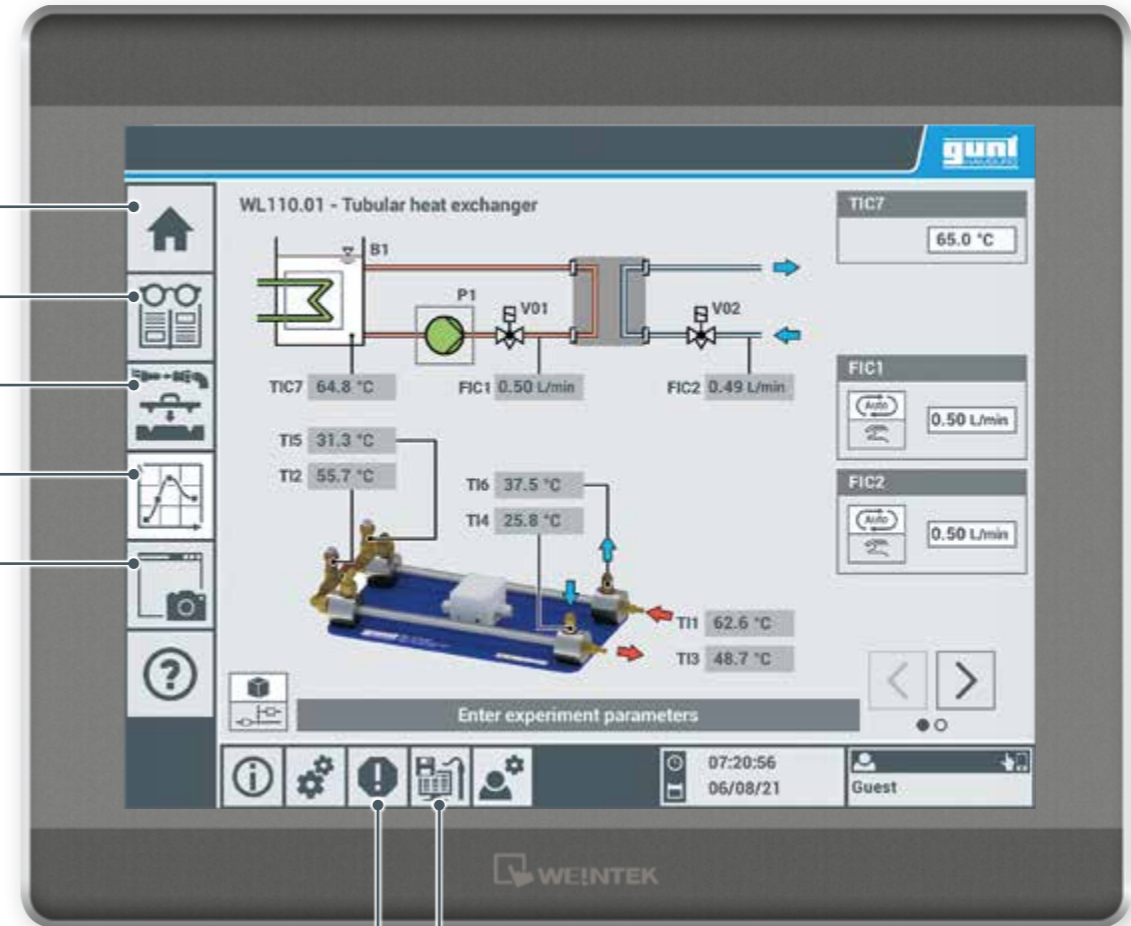 gunt
HAMBURG
WL110.01 - Tubular heat exchanger
B1
P1
V01
V02
TIC7 64.8 °C
FIC1 0.50 L/min
FIC2 0.49 L/min
TI5 31.3 °C
TI2 55.7 °C
TI6 37.5 °C
TI4 25.8 °C
TI1 62.6 °C
TI3 48.7 °C
Enter experiment parameters
TIC7
65.0 °C
FIC1
Auto
0.50 L/min
FIC2
Auto
0.50 L/min
07:20:56
06/08/21
Guest
WEINTEK